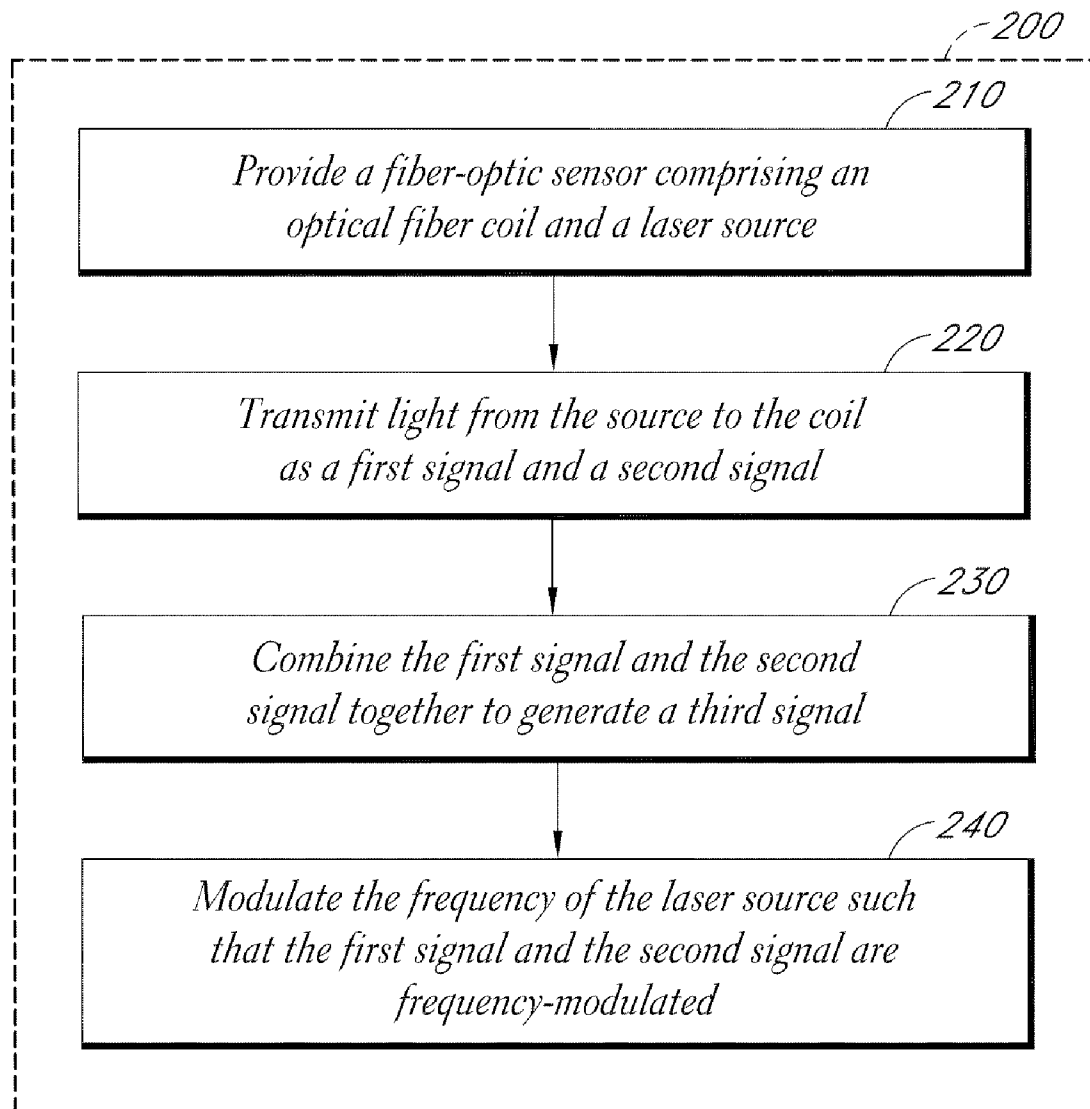 200
210
Provide a fiber-optic sensor comprising an
optical fiber coil and a laser source
220
Transmit light from the source to the coil
as a first signal and a second signal
230
Combine the first signal and the second
signal together to generate a third signal
240
Modulate the frequency of the laser source such
that the first signal and the second signal are
frequency-modulated